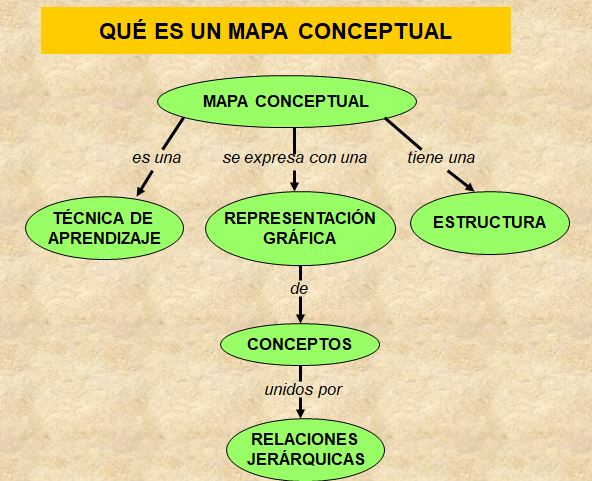 QUÉ ES UN MAPA CONCEPTUAL
MAPA CONCEPTUAL
es una
se expresa con una
tiene una
TÉCNICA DE
APRENDIZAJE
REPRESENTACIÓN
GRÁFICA
ESTRUCTURA
de
CONCEPTOS
unidos por
RELACIONES
JERÁRQUICAS